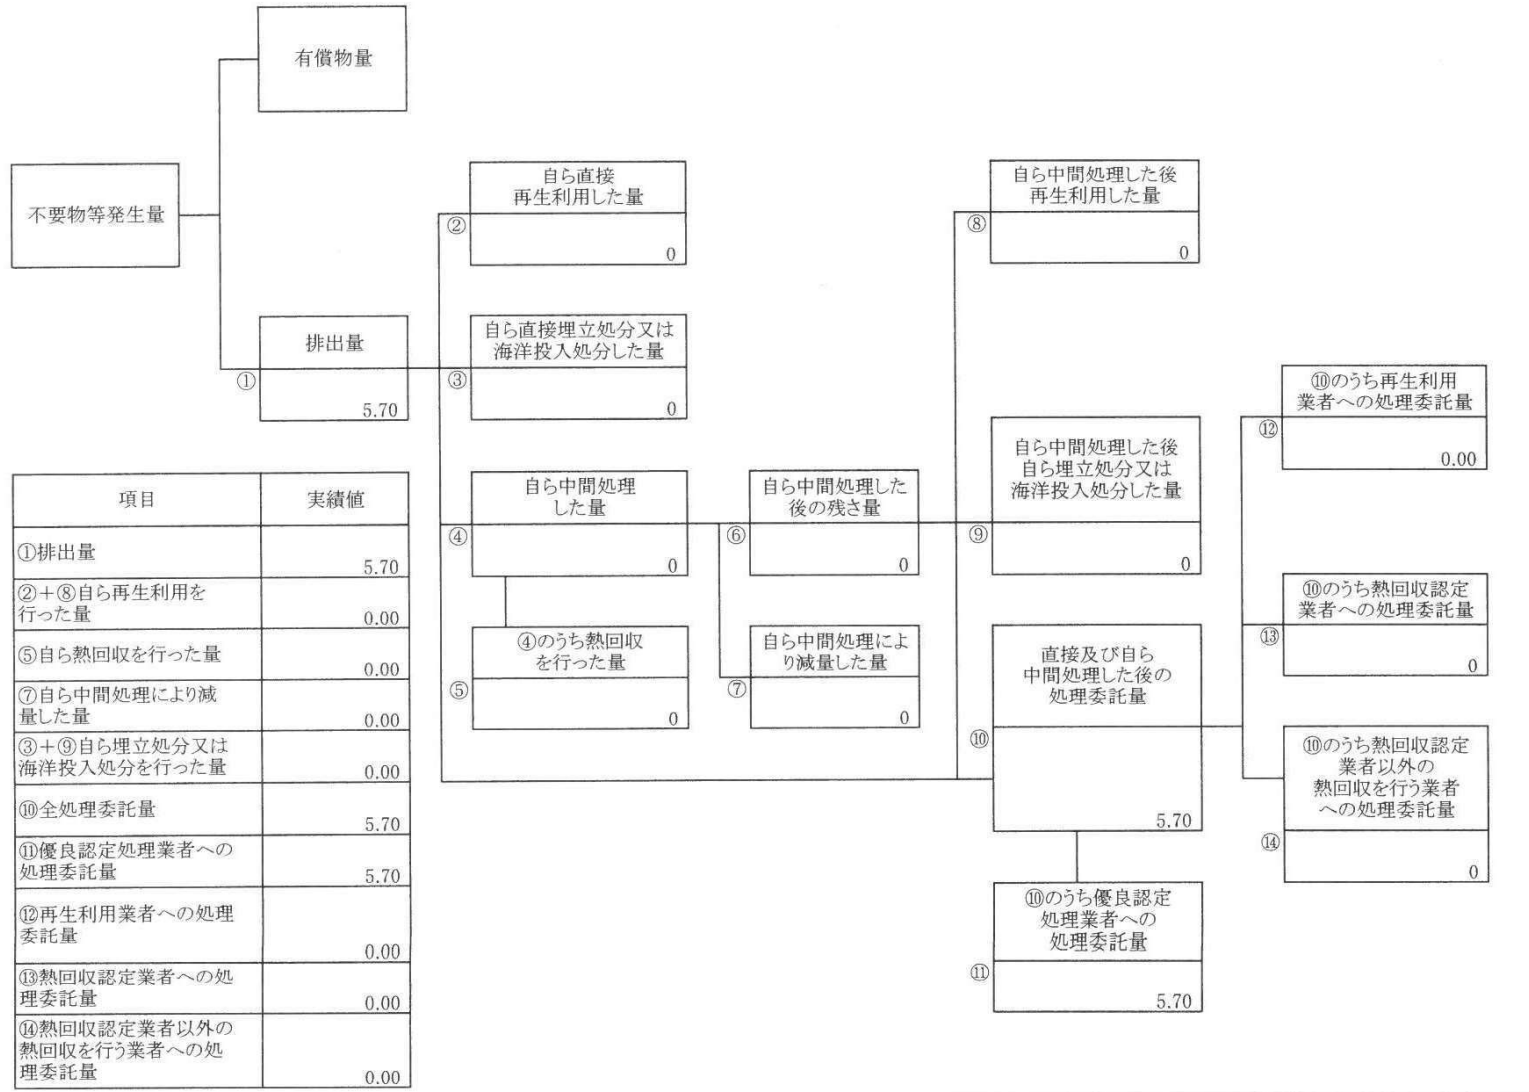 有償物量
不要物等発生量
排出量
①
5.70
自ら直接
再生利用した量
②
0
自ら直接埋立処分又は
海洋投入処分した量
③
0
自ら中間処理
した量
④
0
④のうち熱回収
を行った量
⑤
0
自ら中間処理した
後の残さ量
⑥
0
自ら中間処理によ
り減量した量
⑦
0
自ら中間処理した後
再生利用した量
⑧
0
自ら中間処理した後
自ら埋立処分又は
海洋投入処分した量
⑨
0
直接及び自ら
中間処理した後の
処理委託量
⑩
5.70
⑩のうち優良認定
処理業者への
処理委託量
⑪
5.70
⑩のうち再生利用
業者への処理委託量
⑫
0.00
⑩のうち熱回収認定
業者への処理委託量
⑬
0
⑩のうち熱回収認定
業者以外の
熱回収を行う業者
への処理委託量
⑭
0
項目 実績値
①排出量
5.70
②＋⑧自ら再生利用を
行った量
0.00
⑤自ら熱回収を行った量
0.00
⑦自ら中間処理により減
量した量
0.00
③＋⑨自ら埋立処分又は
海洋投入処分を行った量
0.00
⑩全処理委託量
5.70
⑪優良認定処理業者への
処理委託量
5.70
⑫再生利用業者への処理
委託量
0.00
⑬熱回収認定業者への処
理委託量
0.00
⑭熱回収認定業者以外の
熱回収を行う業者への処
理委託量
0.00